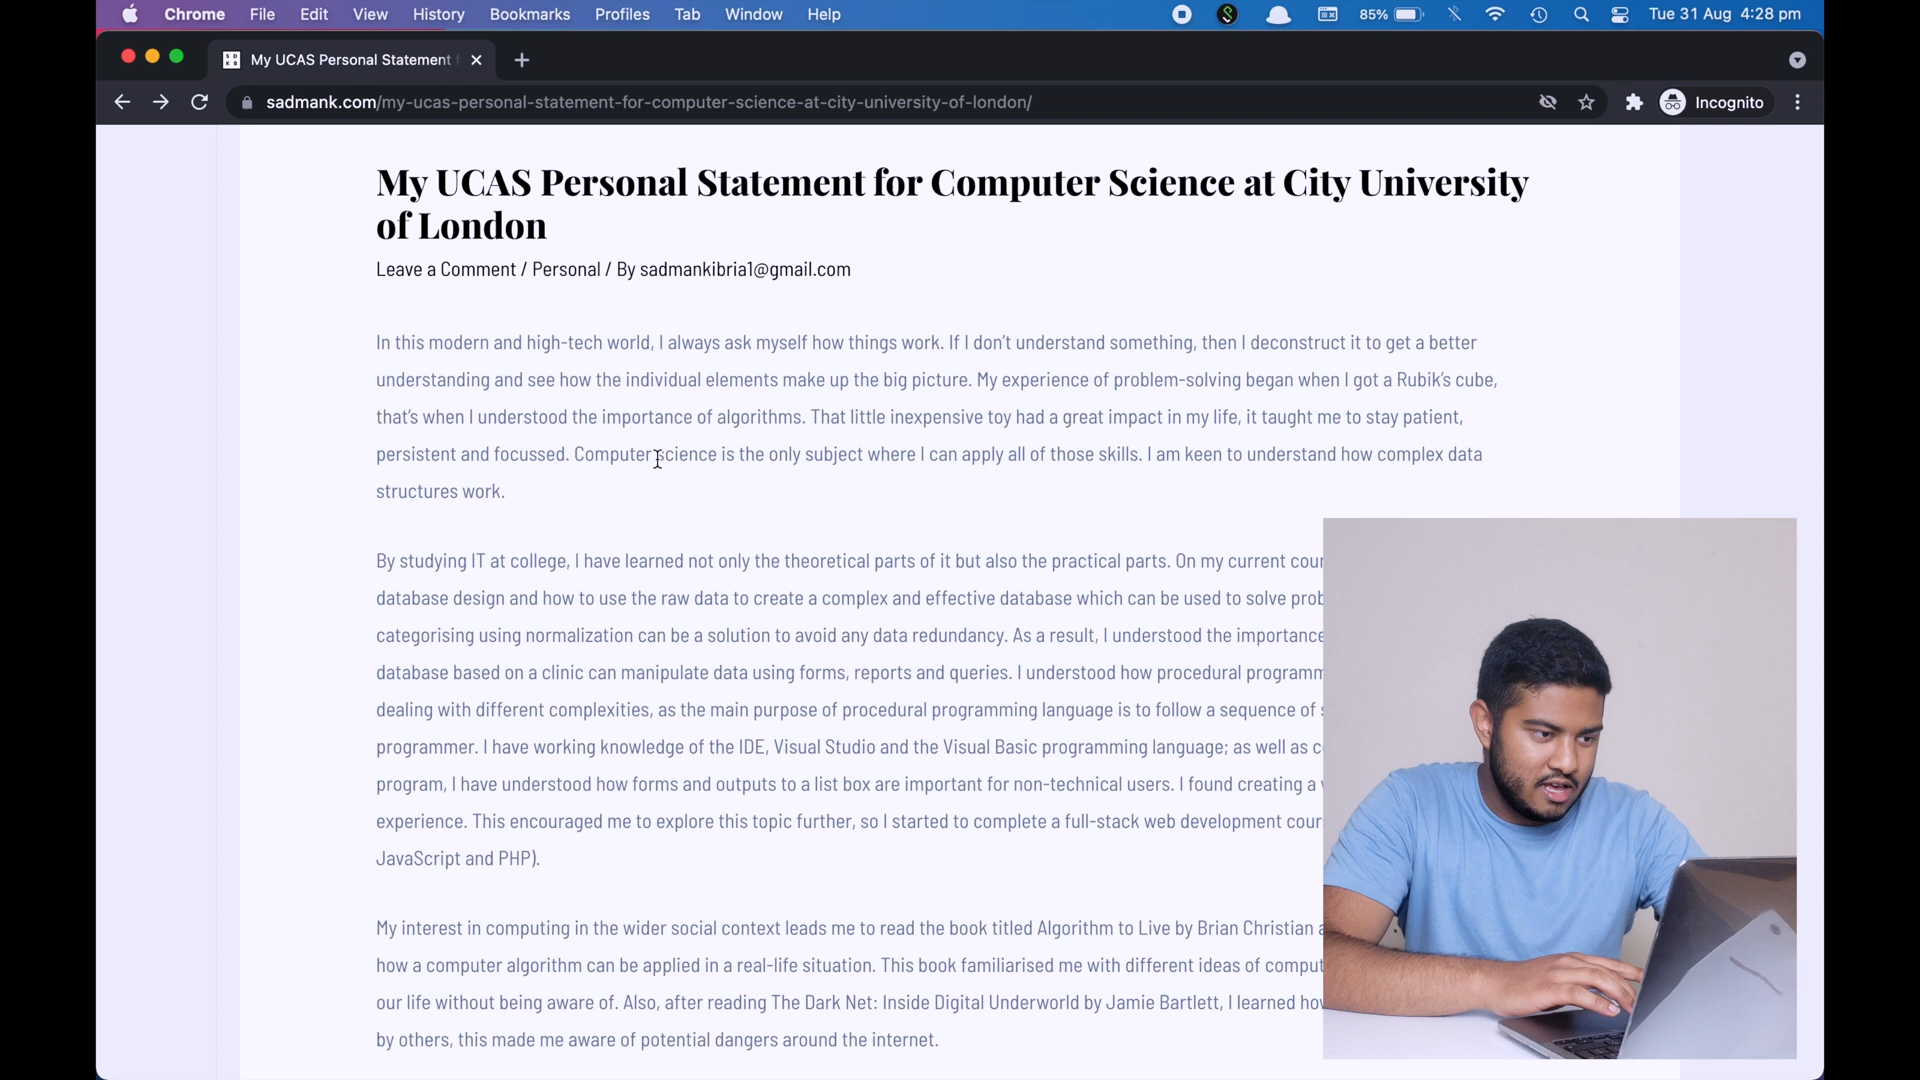 Chrome File Edit View History Bookmarks Profiles Tab Window Help 85% Tue 31 Aug 4:28 pm
My UCAS Personal Statement f
sadmank.com/my-ucas-personal-statement-for-computer-science-at-city-university-of-london/ Incognito
My UCAS Personal Statement for Computer Science at City University
of London
Leave a Comment / Personal / By sadmankibria1@gmail.com
In this modern and high-tech world, I always ask myself how things work. If I don’t understand something, then I deconstruct it to get a better
understanding and see how the individual elements make up the big picture. My experience of problem-solving began when I got a Rubik’s cube,
that’s when I understood the importance of algorithms. That little inexpensive toy had a great impact in my life, it taught me to stay patient,
persistent and focussed. Computer science is the only subject where I can apply all of those skills. I am keen to understand how complex data
structures work.
By studying IT at college, I have learned not only the theoretical parts of it but also the practical parts. On my current cour
database design and how to use the raw data to create a complex and effective database which can be used to solve prob
categorising using normalization can be a solution to avoid any data redundancy. As a result, I understood the importance
database based on a clinic can manipulate data using forms, reports and queries. I understood how procedural programm
dealing with different complexities, as the main purpose of procedural programming language is to follow a sequence of
programmer. I have working knowledge of the IDE, Visual Studio and the Visual Basic programming language; as well as c
program, I have understood how forms and outputs to a list box are important for non-technical users. I found creating a
experience. This encouraged me to explore this topic further, so I started to complete a full-stack web development cour
JavaScript and PHP).
My interest in computing in the wider social context leads me to read the book titled Algorithm to Live by Brian Christian a
how a computer algorithm can be applied in a real-life situation. This book familiarised me with different ideas of comput
our life without being aware of. Also, after reading The Dark Net: Inside Digital Underworld by Jamie Bartlett, I learned how
by others, this made me aware of potential dangers around the internet.